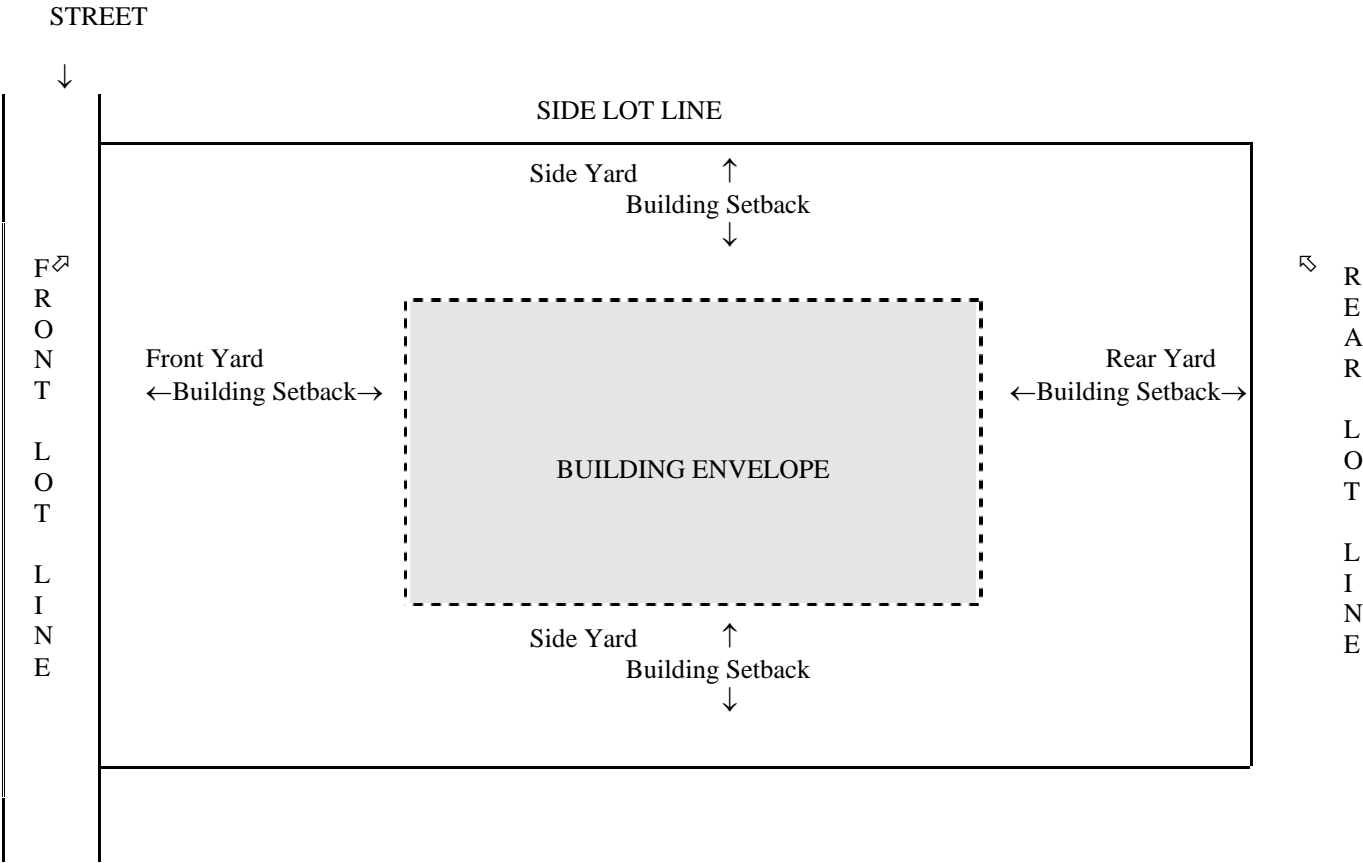 STREET
↓
SIDE LOT LINE
Side Yard ↑
Building Setback
↓
FRONT LOT LINE
REAR LOT LINE
Front Yard
←Building Setback→
Rear Yard
←Building Setback→
BUILDING ENVELOPE
Side Yard ↑
Building Setback
↓